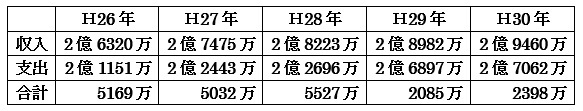 H26年 H27年 H28年 H29年 H30年
収入 2億6320万 2億7475万 2億8223万 2億8982万 2億9460万
支出 2億1151万 2億2443万 2億2696万 2億6897万 2億7062万
合計 5169万 5032万 5527万 2085万 2398万